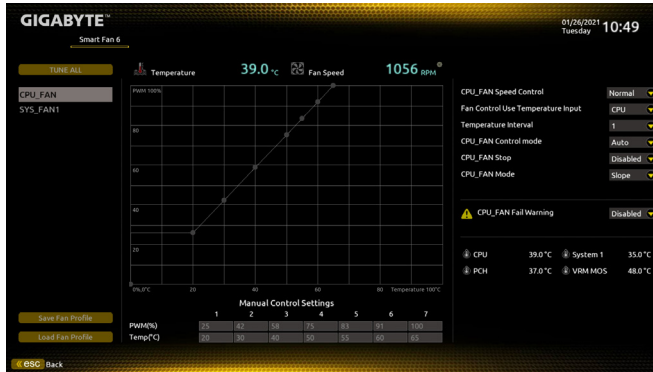 GIGABYTE™
Smart Fan 6
01/26/2021
Tuesday
10:49
TUNE ALL
Temperature 39.0 °C Fan Speed 1056 RPM
CPU_FAN
SYS_FAN1
PWM 100%
80
60
40
20
0%,0°C 20 40 60 80 Temperature 100°C
CPU_FAN Speed Control Normal
Fan Control Use Temperature Input CPU
Temperature Interval 1
CPU_FAN Control mode Auto
CPU_FAN Stop Disabled
CPU_FAN Mode Slope
CPU_FAN Fail Warning Disabled
CPU 39.0°C System 1 35.0°C
PCH 37.0°C VRM MOS 48.0°C
Manual Control Settings
1 2 3 4 5 6 7
PWM(%) 25 42 58 75 83 91 100
Temp(°C) 20 30 40 50 55 60 65
Save Fan Profile
Load Fan Profile
«esc Back